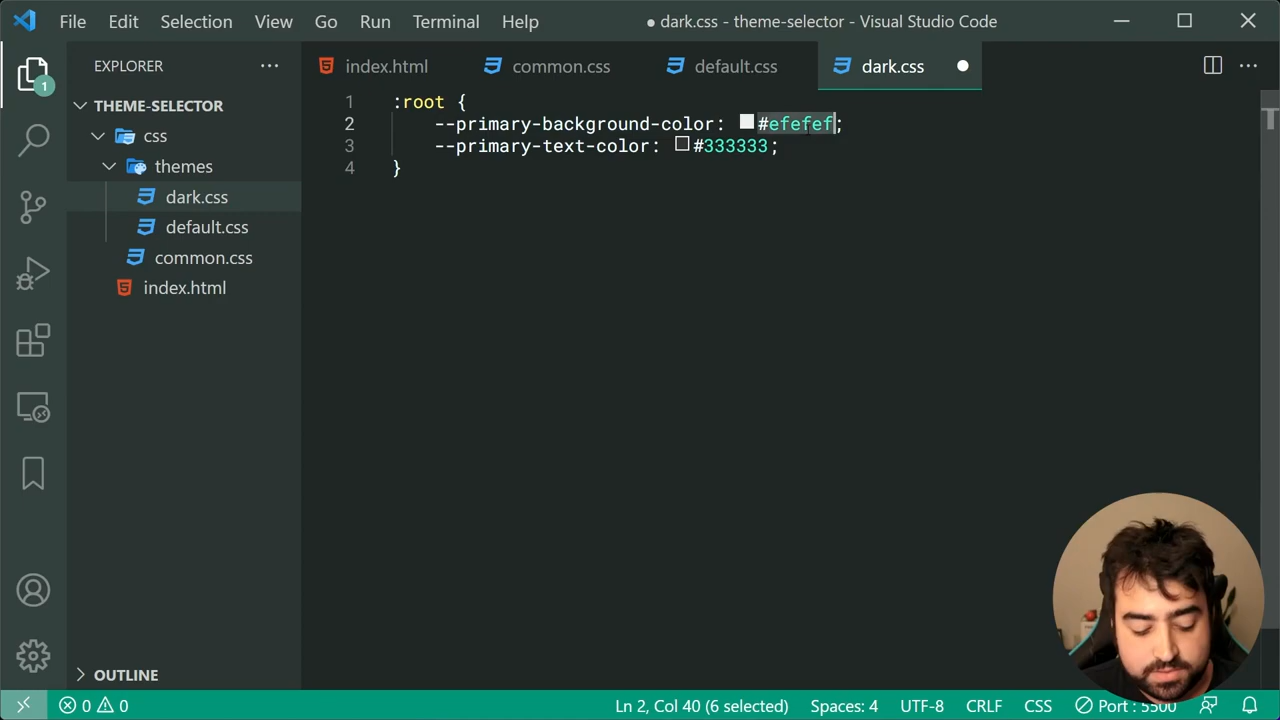 File Edit Selection View Go Run Terminal Help
● dark.css - theme-selector - Visual Studio Code
EXPLORER
index.html
common.css
default.css
dark.css
1
THEME-SELECTOR
css
themes
dark.css
default.css
common.css
index.html
1 :root {
2 --primary-background-color: #efefef;
3 --primary-text-color: #333333;
4 }
OUTLINE
0 0
Ln 2, Col 40 (6 selected) Spaces: 4 UTF-8 CRLF CSS Port : 5500